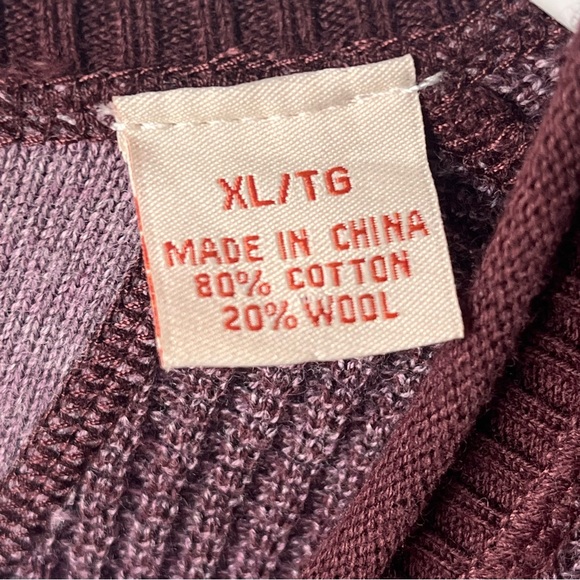 XL/TG
MADE IN CHINA
80% COTTON
20% WOOL